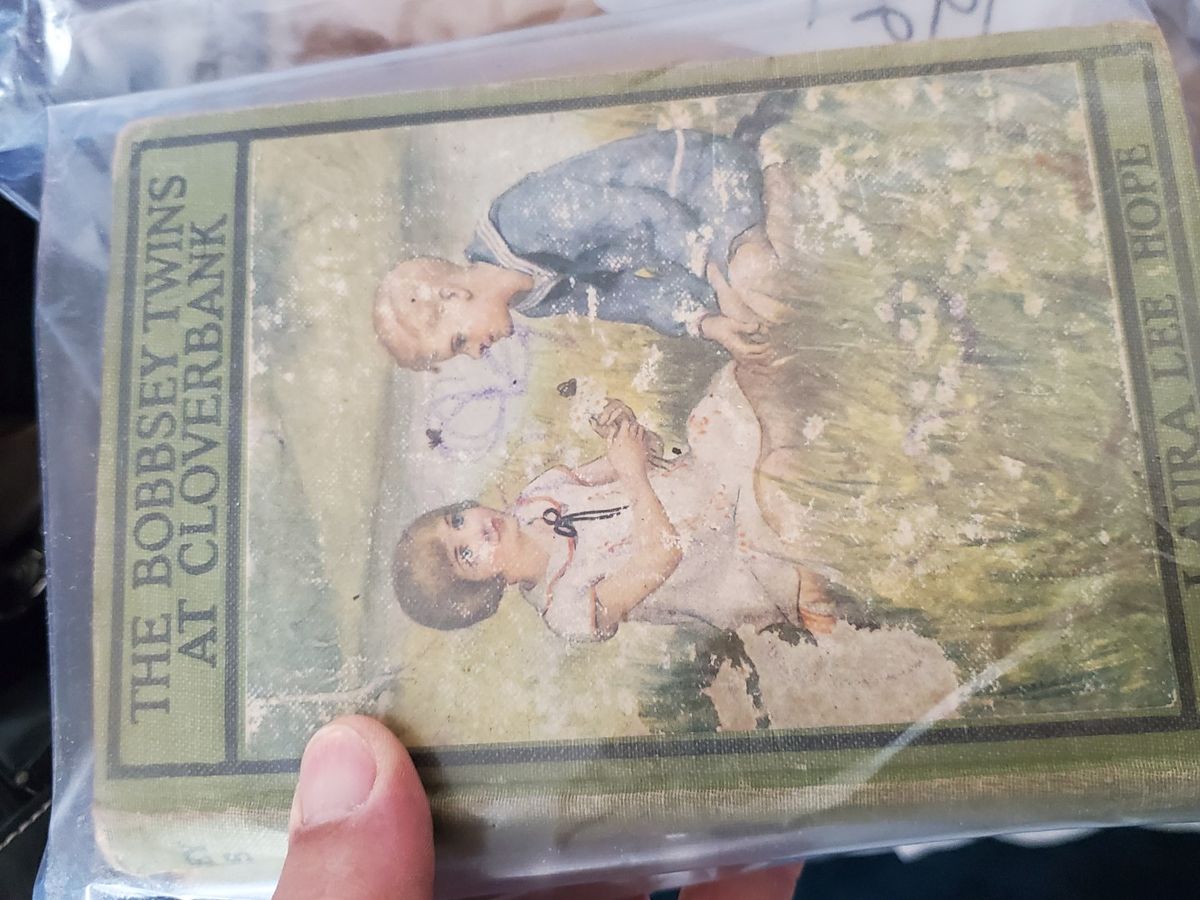 THE BOBBSEY TWINS
AT CLOVERBANK
LAURA LEE HOPE